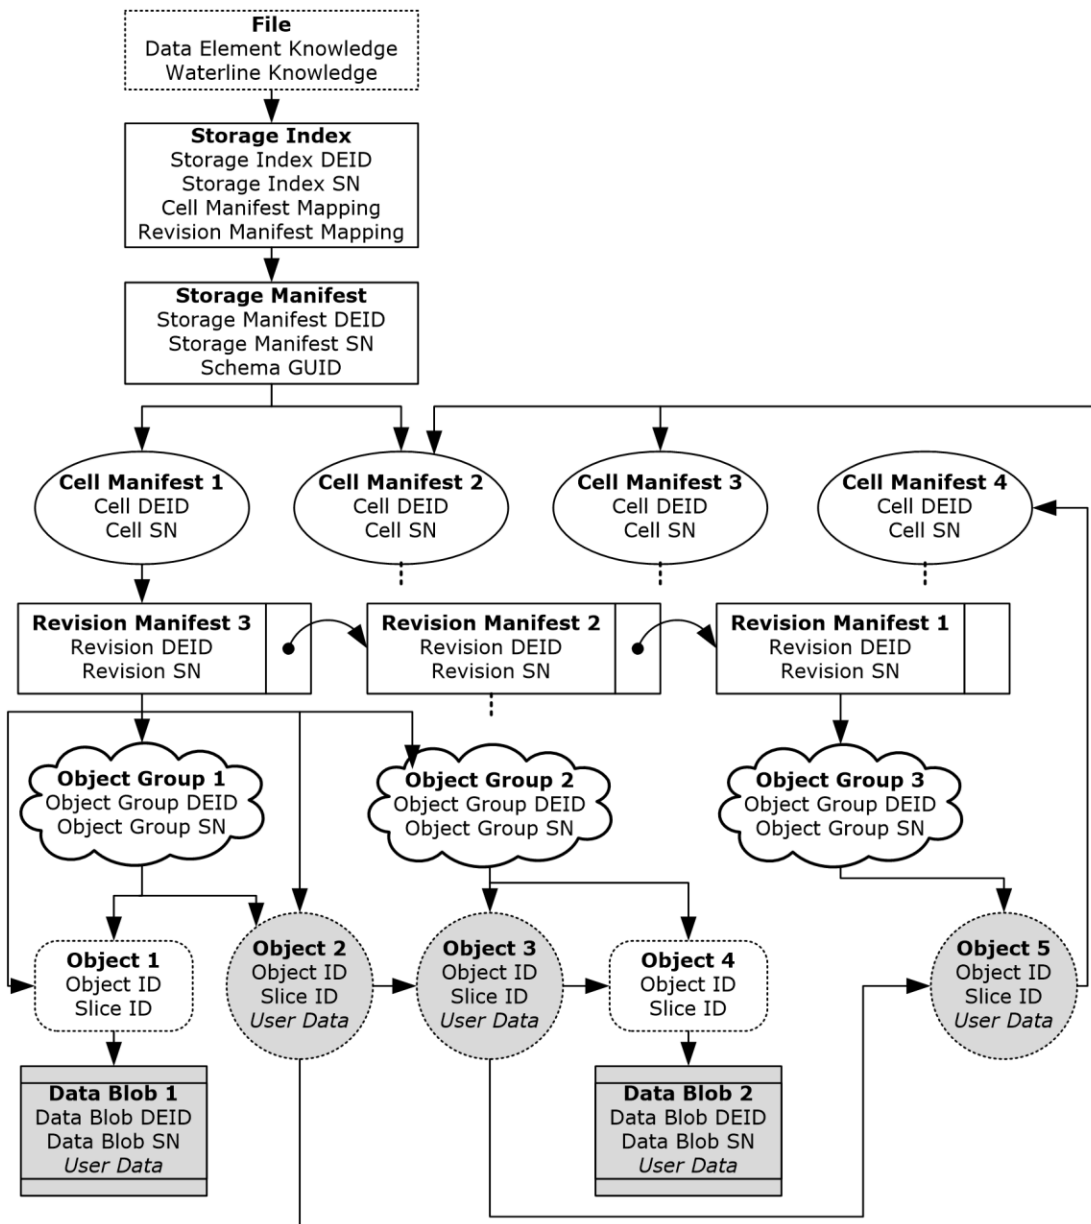 File
Data Element Knowledge
Waterline Knowledge
Storage Index
Storage Index DEID
Storage Index SN
Cell Manifest Mapping
Revision Manifest Mapping
Storage Manifest
Storage Manifest DEID
Storage Manifest SN
Schema GUID
Cell Manifest 1
Cell DEID
Cell SN
Cell Manifest 2
Cell DEID
Cell SN
Cell Manifest 3
Cell DEID
Cell SN
Cell Manifest 4
Cell DEID
Cell SN
Revision Manifest 3
Revision DEID
Revision SN
Revision Manifest 2
Revision DEID
Revision SN
Revision Manifest 1
Revision DEID
Revision SN
Object Group 1
Object Group DEID
Object Group SN
Object Group 2
Object Group DEID
Object Group SN
Object Group 3
Object Group DEID
Object Group SN
Object 1
Object ID
Slice ID
Object 2
Object ID
Slice ID
User Data
Object 3
Object ID
Slice ID
User Data
Object 4
Object ID
Slice ID
Object 5
Object ID
Slice ID
User Data
Data Blob 1
Data Blob DEID
Data Blob SN
User Data
Data Blob 2
Data Blob DEID
Data Blob SN
User Data